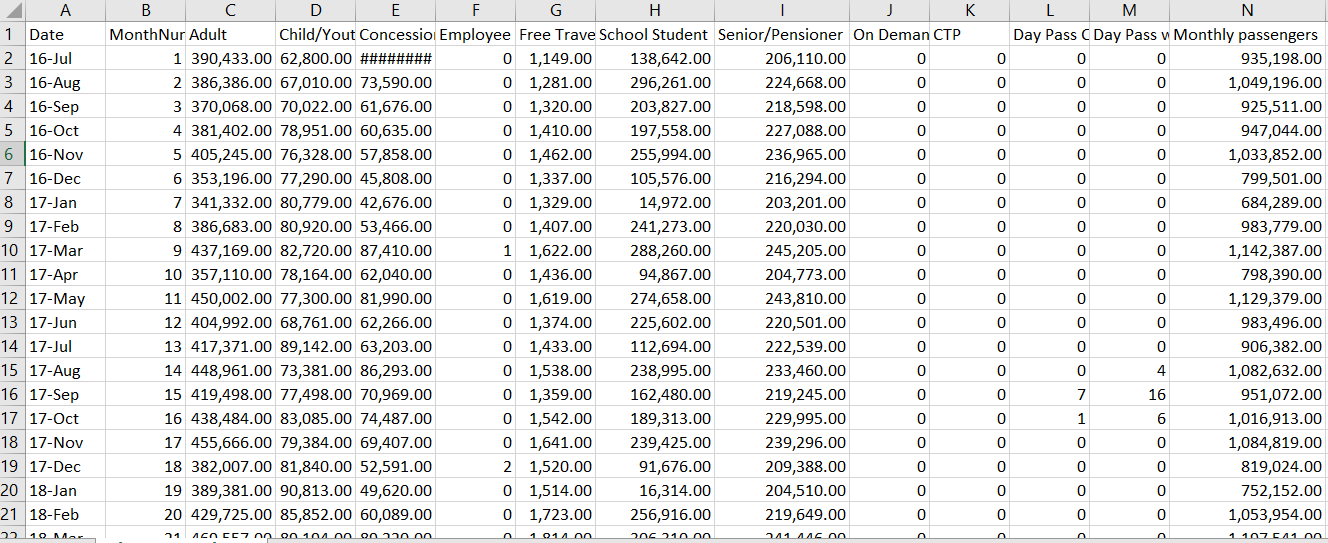 A B C D E F G H I J K L M N
1 Date MonthNur Adult Child/Yout Concession Employee Free Trave School Student Senior/Pensioner On Deman CTP Day Pass C Day Pass w Monthly passengers
2 16-Jul 1 390,433.00 62,800.00 ######## 0 1,149.00 138,642.00 206,110.00 0 0 0 0 935,198.00
3 16-Aug 2 386,386.00 67,010.00 73,590.00 0 1,281.00 296,261.00 224,668.00 0 0 0 0 1,049,196.00
4 16-Sep 3 370,068.00 70,022.00 61,676.00 0 1,320.00 203,827.00 218,598.00 0 0 0 0 925,511.00
5 16-Oct 4 381,402.00 78,951.00 60,635.00 0 1,410.00 197,558.00 227,088.00 0 0 0 0 947,044.00
6 16-Nov 5 405,245.00 76,328.00 57,858.00 0 1,462.00 255,994.00 236,965.00 0 0 0 0 1,033,852.00
7 16-Dec 6 353,196.00 77,290.00 45,808.00 0 1,337.00 105,576.00 216,294.00 0 0 0 0 799,501.00
8 17-Jan 7 341,332.00 80,779.00 42,676.00 0 1,329.00 14,972.00 203,201.00 0 0 0 0 684,289.00
9 17-Feb 8 386,683.00 80,920.00 53,466.00 0 1,407.00 241,273.00 220,030.00 0 0 0 0 983,779.00
10 17-Mar 9 437,169.00 82,720.00 87,410.00 1 1,622.00 288,260.00 245,205.00 0 0 0 0 1,142,387.00
11 17-Apr 10 357,110.00 78,164.00 62,040.00 0 1,436.00 94,867.00 204,773.00 0 0 0 0 798,390.00
12 17-May 11 450,002.00 77,300.00 81,990.00 0 1,619.00 274,658.00 243,810.00 0 0 0 0 1,129,379.00
13 17-Jun 12 404,992.00 68,761.00 62,266.00 0 1,374.00 225,602.00 220,501.00 0 0 0 0 983,496.00
14 17-Jul 13 417,371.00 89,142.00 63,203.00 0 1,433.00 112,694.00 222,539.00 0 0 0 0 906,382.00
15 17-Aug 14 448,961.00 73,381.00 86,293.00 0 1,538.00 238,995.00 233,460.00 0 0 0 4 1,082,632.00
16 17-Sep 15 419,498.00 77,498.00 70,969.00 0 1,359.00 162,480.00 219,245.00 0 0 7 16 951,072.00
17 17-Oct 16 438,484.00 83,085.00 74,487.00 0 1,542.00 189,313.00 229,995.00 0 0 1 6 1,016,913.00
18 17-Nov 17 455,666.00 79,384.00 69,407.00 0 1,641.00 239,425.00 239,296.00 0 0 0 0 1,084,819.00
19 17-Dec 18 382,007.00 81,840.00 52,591.00 2 1,520.00 91,676.00 209,388.00 0 0 0 0 819,024.00
20 18-Jan 19 389,381.00 90,813.00 49,620.00 0 1,514.00 16,314.00 204,510.00 0 0 0 0 752,152.00
21 18-Feb 20 429,725.00 85,852.00 60,089.00 0 1,723.00 256,916.00 219,649.00 0 0 0 0 1,053,954.00